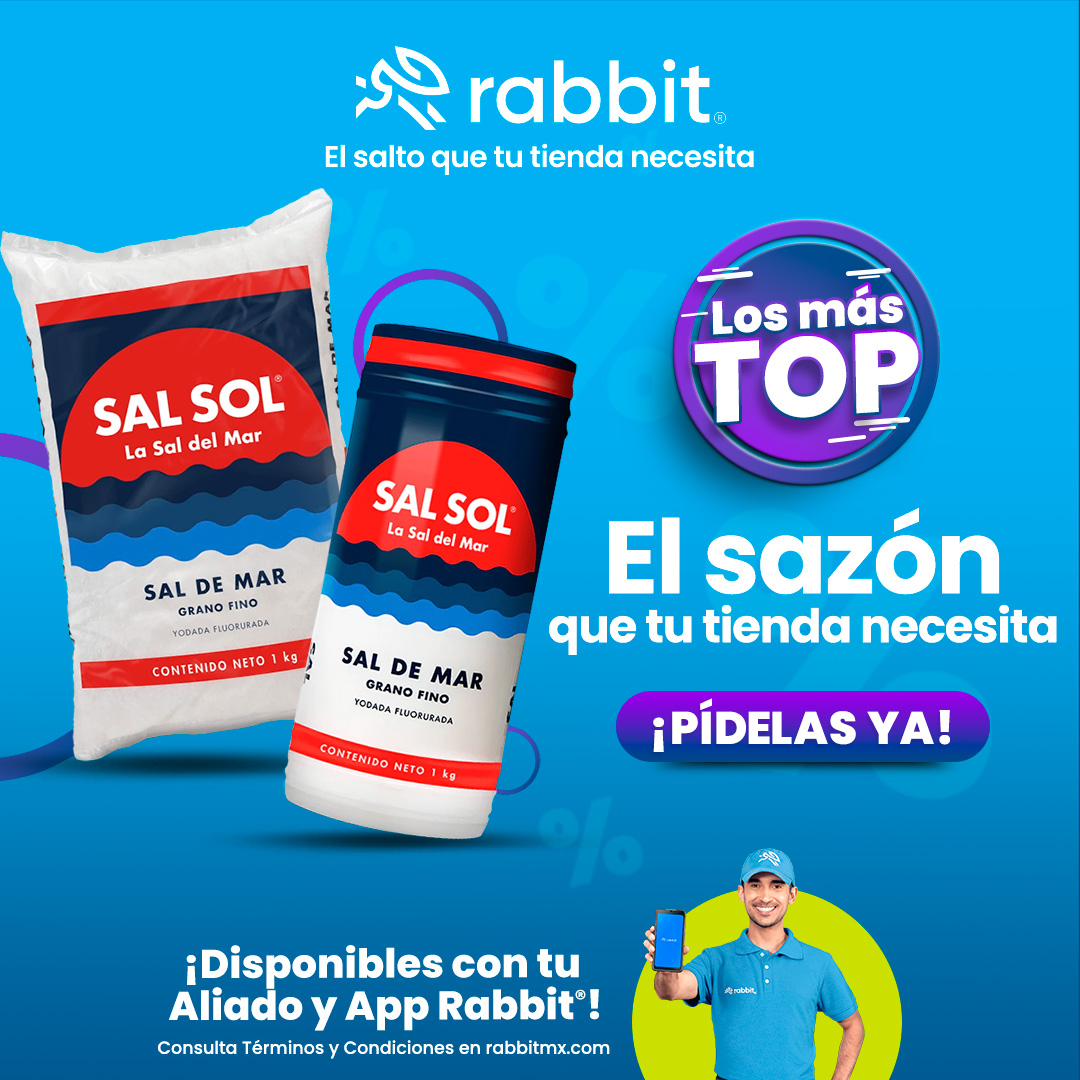 rabbit®
El salto que tu tienda necesita
Los más
TOP
SAL SOL®
La Sal del Mar
SAL DE MAR
GRANO FINO
YODADA FLUORURADA
CONTENIDO NETO 1 kg
SAL SOL®
La Sal del Mar
SAL DE MAR
GRANO FINO
YODADA FLUORURADA
CONTENIDO NETO 1 kg
El sazón
que tu tienda necesita
¡PÍDELAS YA!
¡Disponibles con tu
Aliado y App Rabbit®!
Consulta Términos y Condiciones en rabbitmx.com
rabbit